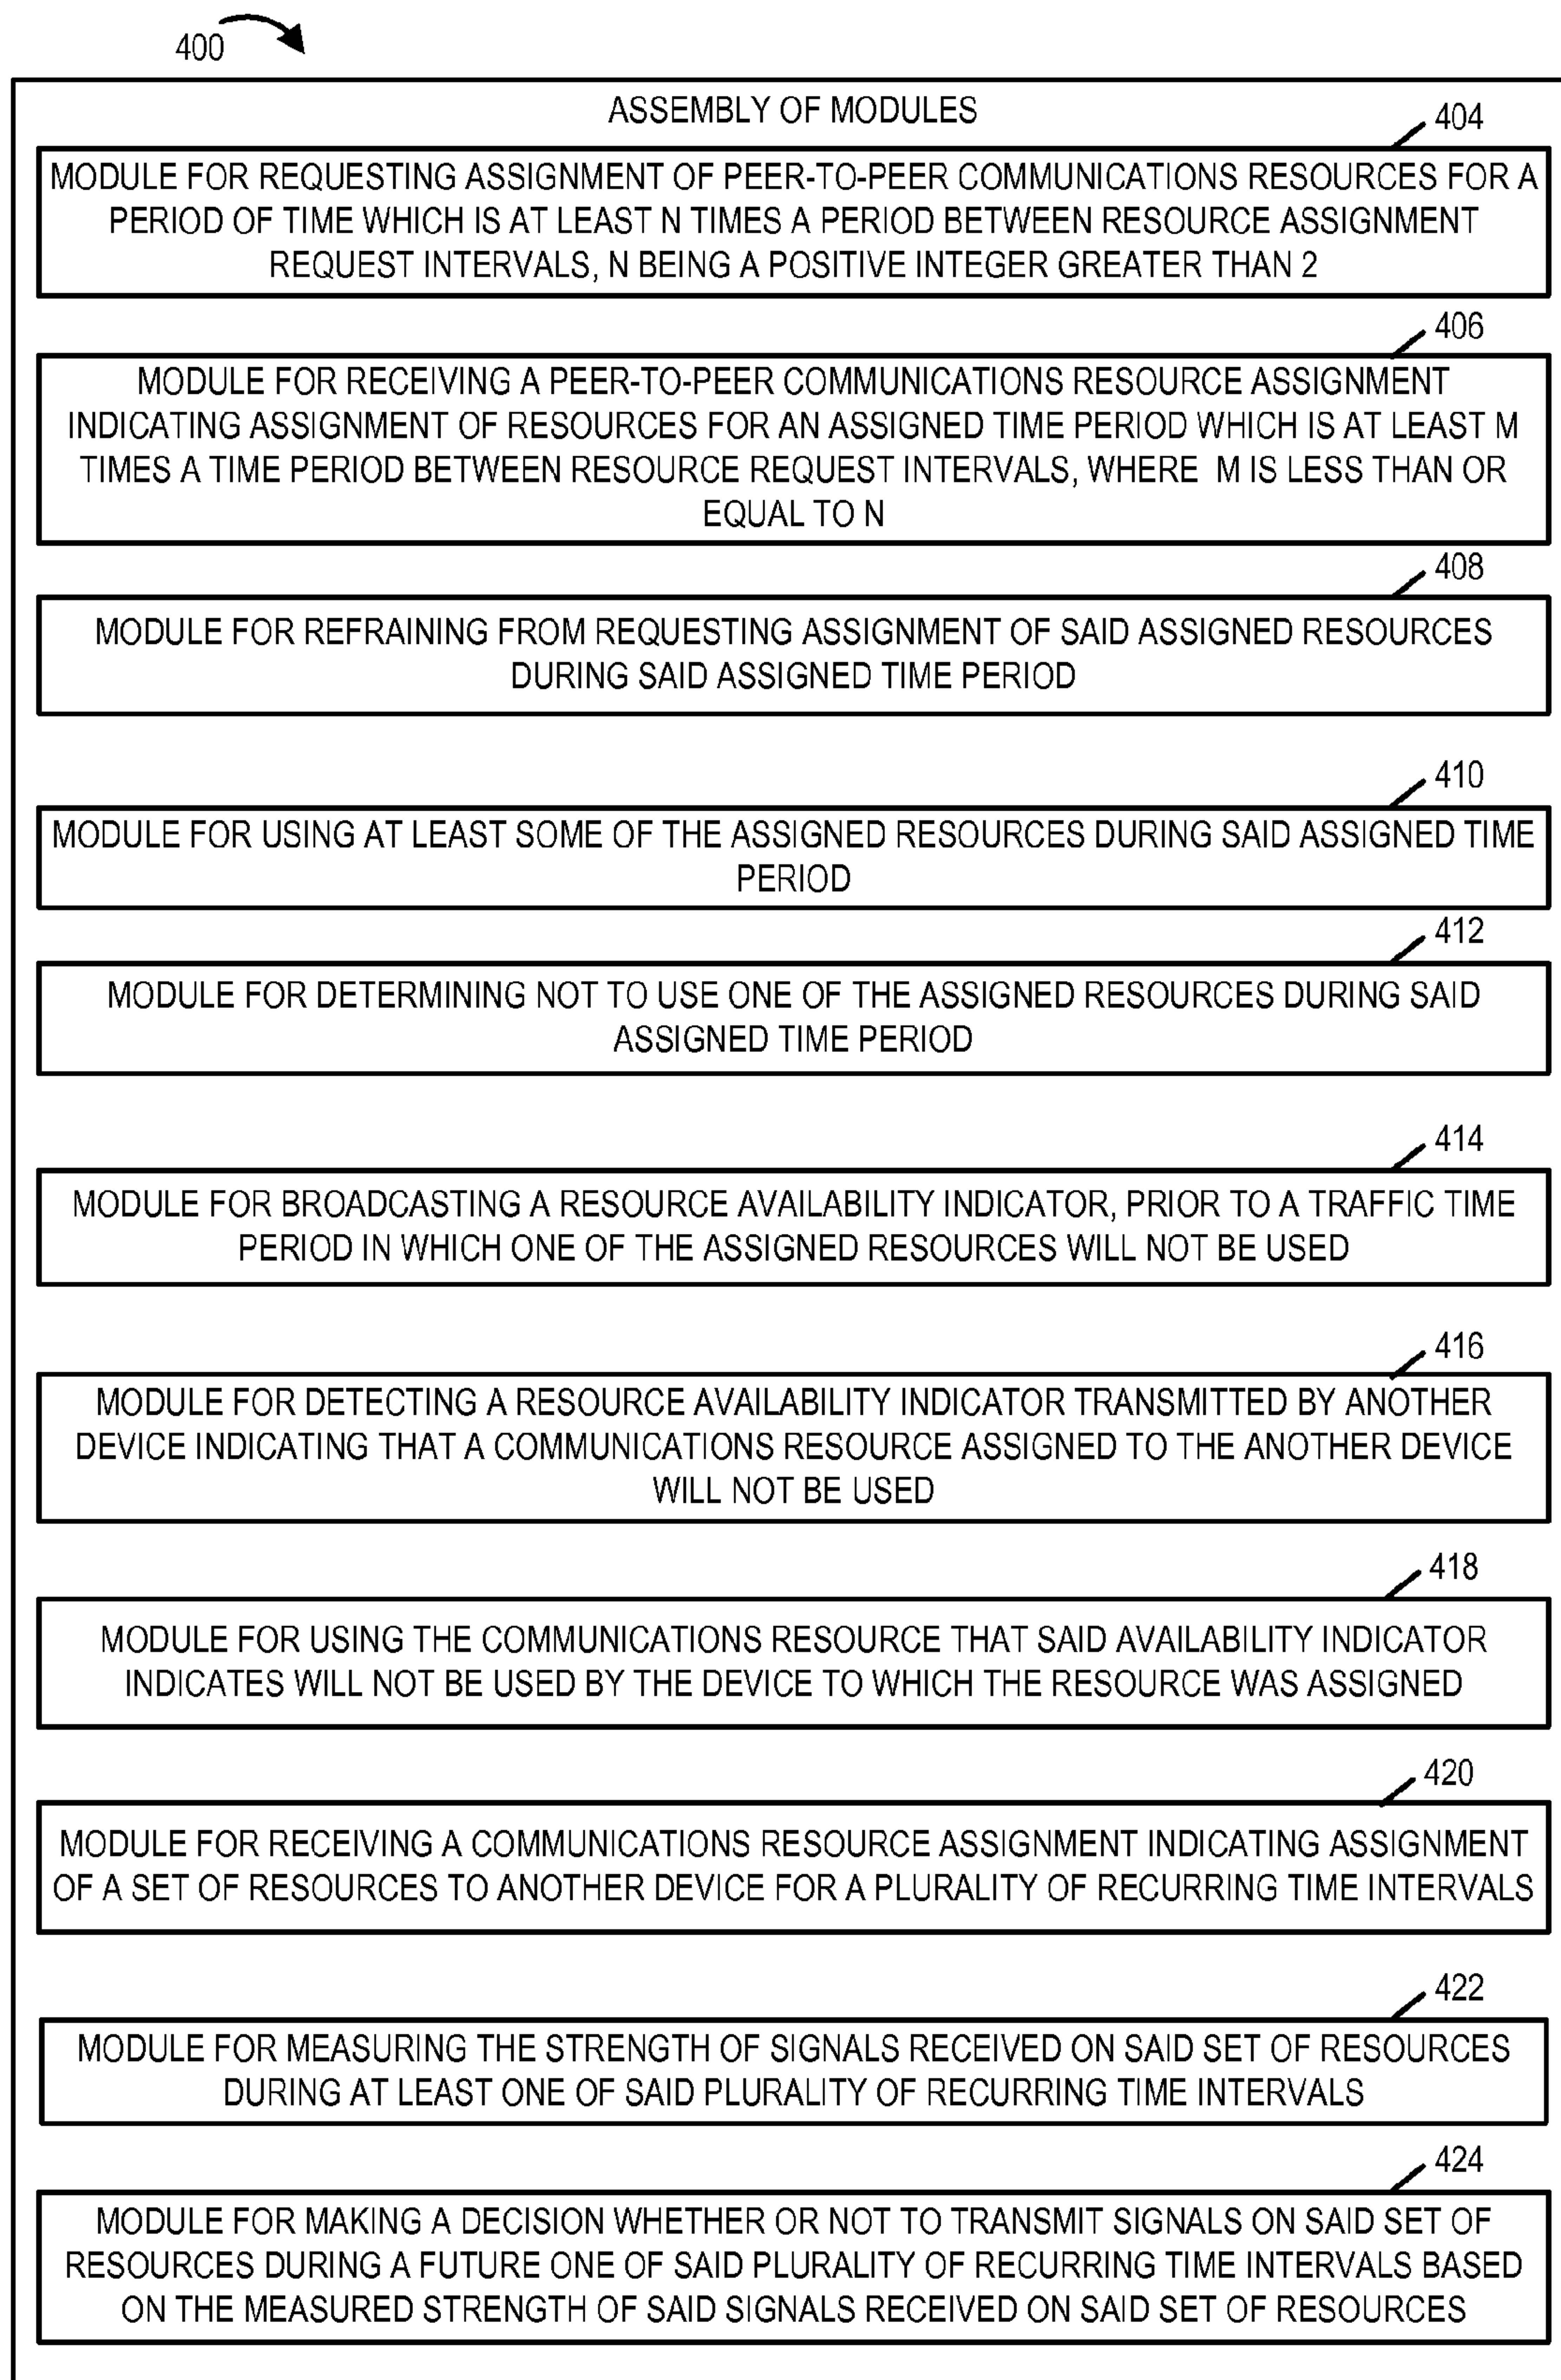 400
ASSEMBLY OF MODULES
404
MODULE FOR REQUESTING ASSIGNMENT OF PEER-TO-PEER COMMUNICATIONS RESOURCES FOR A
PERIOD OF TIME WHICH IS AT LEAST N TIMES A PERIOD BETWEEN RESOURCE ASSIGNMENT
REQUEST INTERVALS, N BEING A POSITIVE INTEGER GREATER THAN 2
406
MODULE FOR RECEIVING A PEER-TO-PEER COMMUNICATIONS RESOURCE ASSIGNMENT
INDICATING ASSIGNMENT OF RESOURCES FOR AN ASSIGNED TIME PERIOD WHICH IS AT LEAST M
TIMES A TIME PERIOD BETWEEN RESOURCE REQUEST INTERVALS, WHERE M IS LESS THAN OR
EQUAL TO N
408
MODULE FOR REFRAINING FROM REQUESTING ASSIGNMENT OF SAID ASSIGNED RESOURCES
DURING SAID ASSIGNED TIME PERIOD
410
MODULE FOR USING AT LEAST SOME OF THE ASSIGNED RESOURCES DURING SAID ASSIGNED TIME
PERIOD
412
MODULE FOR DETERMINING NOT TO USE ONE OF THE ASSIGNED RESOURCES DURING SAID
ASSIGNED TIME PERIOD
414
MODULE FOR BROADCASTING A RESOURCE AVAILABILITY INDICATOR, PRIOR TO A TRAFFIC TIME
PERIOD IN WHICH ONE OF THE ASSIGNED RESOURCES WILL NOT BE USED
416
MODULE FOR DETECTING A RESOURCE AVAILABILITY INDICATOR TRANSMITTED BY ANOTHER
DEVICE INDICATING THAT A COMMUNICATIONS RESOURCE ASSIGNED TO THE ANOTHER DEVICE
WILL NOT BE USED
418
MODULE FOR USING THE COMMUNICATIONS RESOURCE THAT SAID AVAILABILITY INDICATOR
INDICATES WILL NOT BE USED BY THE DEVICE TO WHICH THE RESOURCE WAS ASSIGNED
420
MODULE FOR RECEIVING A COMMUNICATIONS RESOURCE ASSIGNMENT INDICATING ASSIGNMENT
OF A SET OF RESOURCES TO ANOTHER DEVICE FOR A PLURALITY OF RECURRING TIME INTERVALS
422
MODULE FOR MEASURING THE STRENGTH OF SIGNALS RECEIVED ON SAID SET OF RESOURCES
DURING AT LEAST ONE OF SAID PLURALITY OF RECURRING TIME INTERVALS
424
MODULE FOR MAKING A DECISION WHETHER OR NOT TO TRANSMIT SIGNALS ON SAID SET OF
RESOURCES DURING A FUTURE ONE OF SAID PLURALITY OF RECURRING TIME INTERVALS BASED
ON THE MEASURED STRENGTH OF SAID SIGNALS RECEIVED ON SAID SET OF RESOURCES